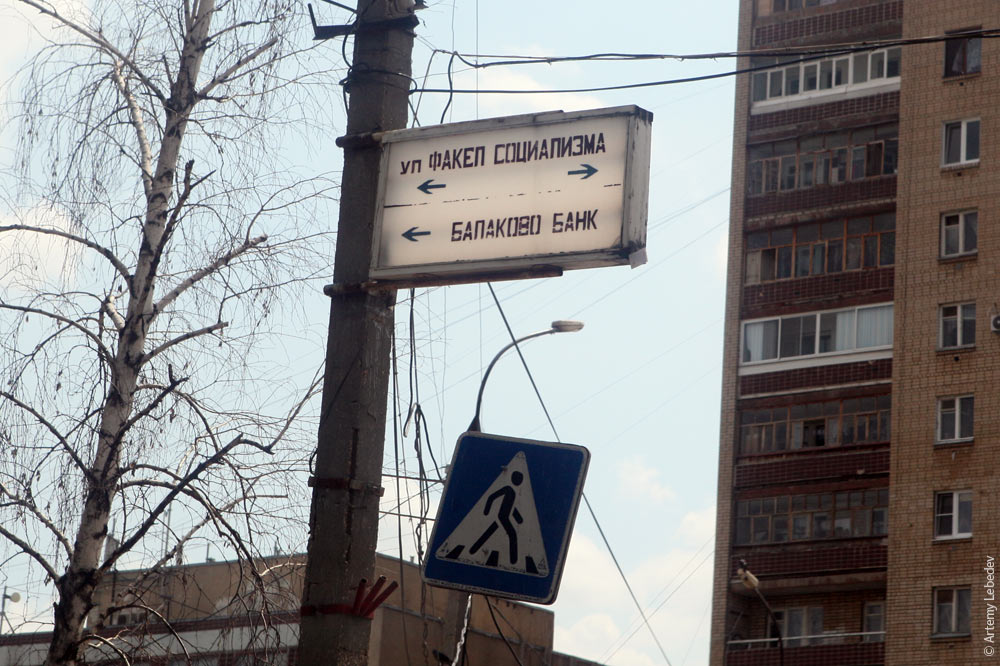 ул ФАКЕЛ СОЦИАЛИЗМА
БАЛАКОВО БАНК
© Artemy Lebedev